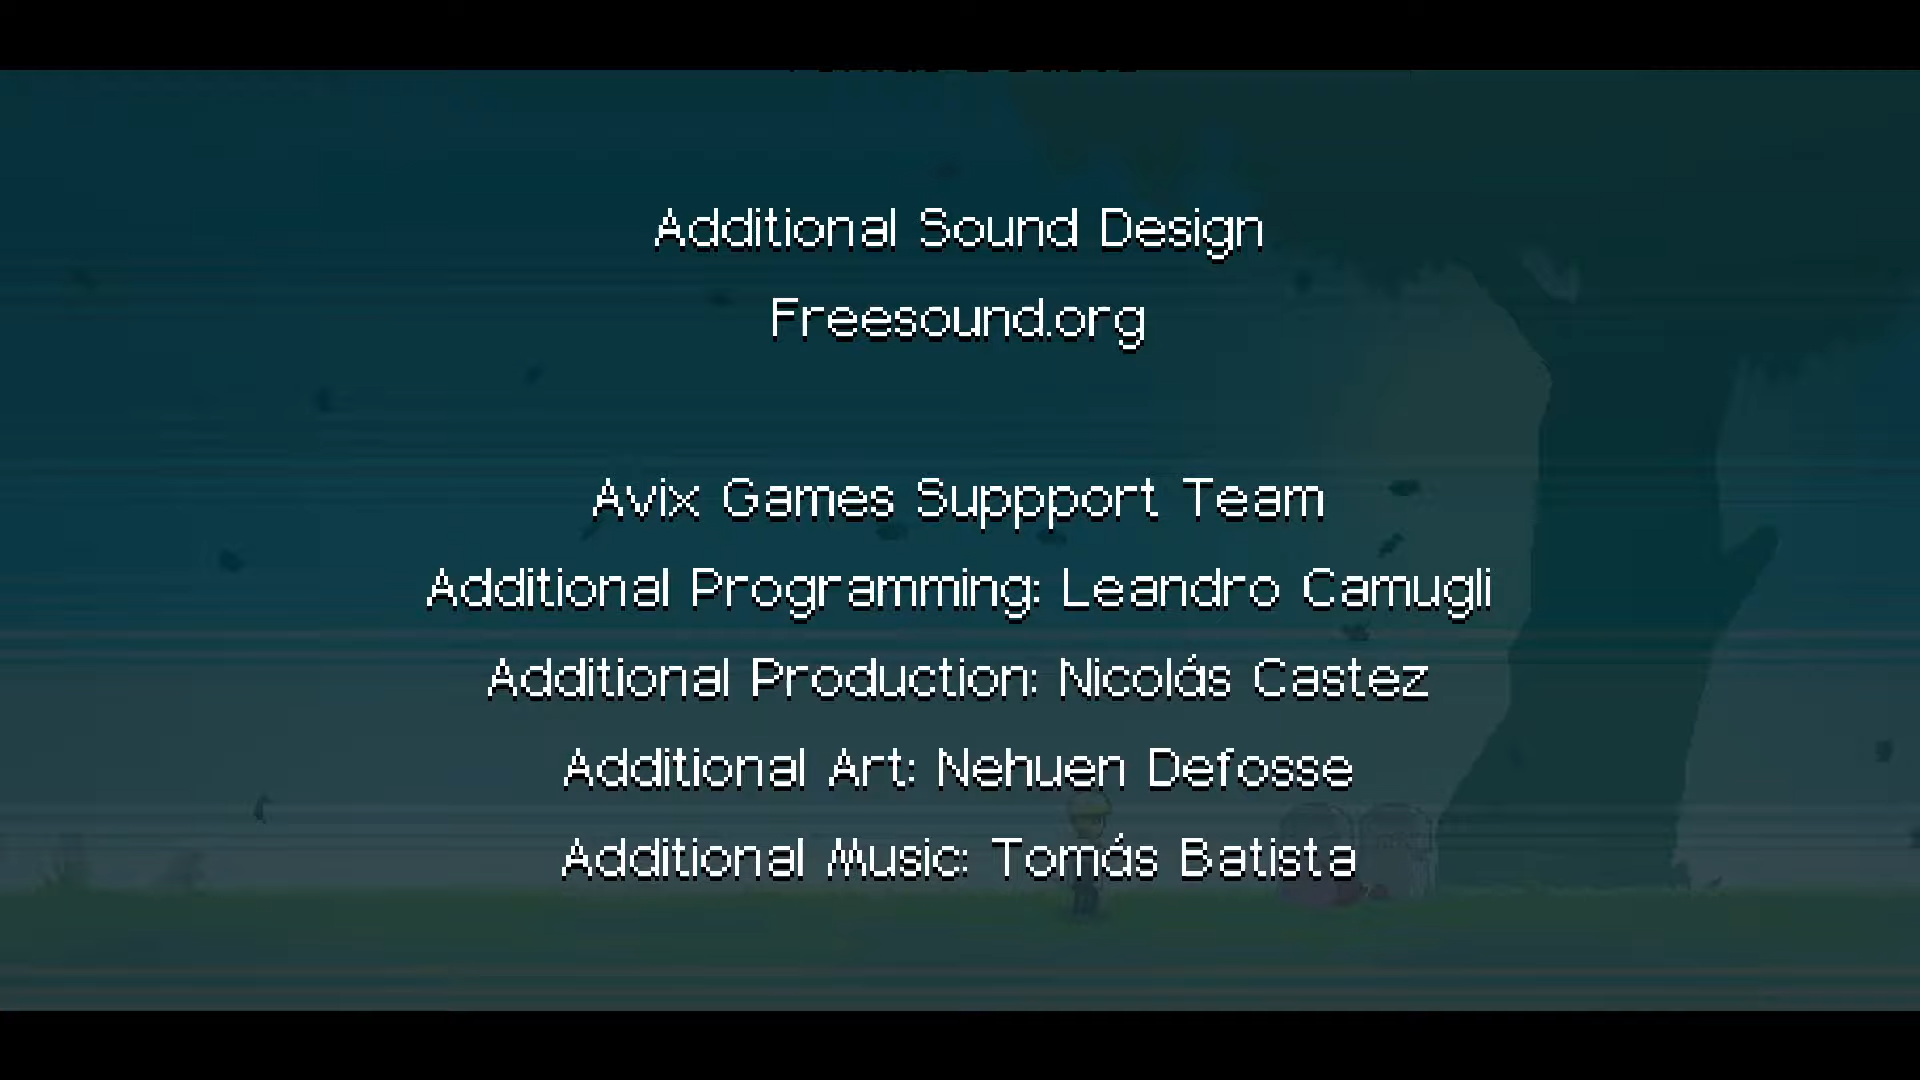 Additional Sound Design
Freesound.org
Avix Games Suppport Team
Additional Programming: Leandro Camugli
Additional Production: Nicolás Castez
Additional Art: Nehuen Defosse
Additional Music: Tomás Batista